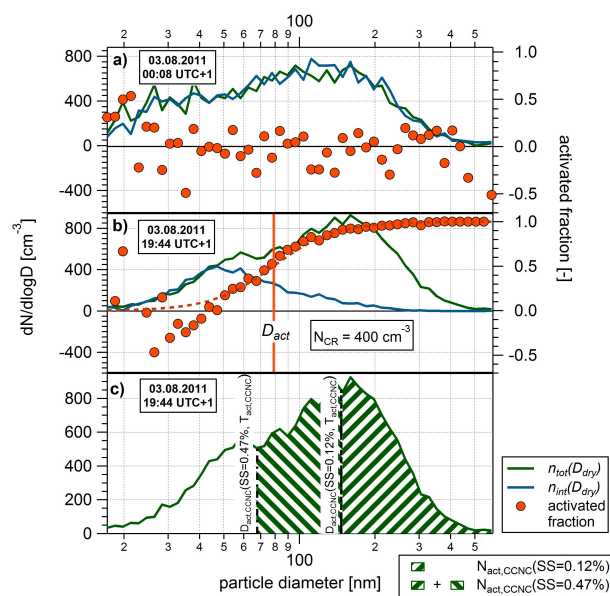 100
2 3 4 5 6 7 8 9 2 3 4 5
a)
03.08.2011
00:08 UTC+1
800
400
0
-400
1.0
0.5
0.0
-0.5
b)
03.08.2011
19:44 UTC+1
800
400
0
-400
1.0
0.5
0.0
-0.5
D_act
N_CR = 400 cm⁻³
c)
03.08.2011
19:44 UTC+1
800
600
400
200
0
D_act,CCNC(SS=0.47%, T_act,CCNC)
D_act,CCNC(SS=0.12%, T_act,CCNC)
dN/dlogD [cm⁻³]
activated fraction [-]
2 3 4 5 6 7 8 9 2 3 4 5
100
particle diameter [nm]
n_tot(D_dry)
n_int(D_dry)
activated
fraction
N_act,CCNC(SS=0.12%)
+ N_act,CCNC(SS=0.47%)